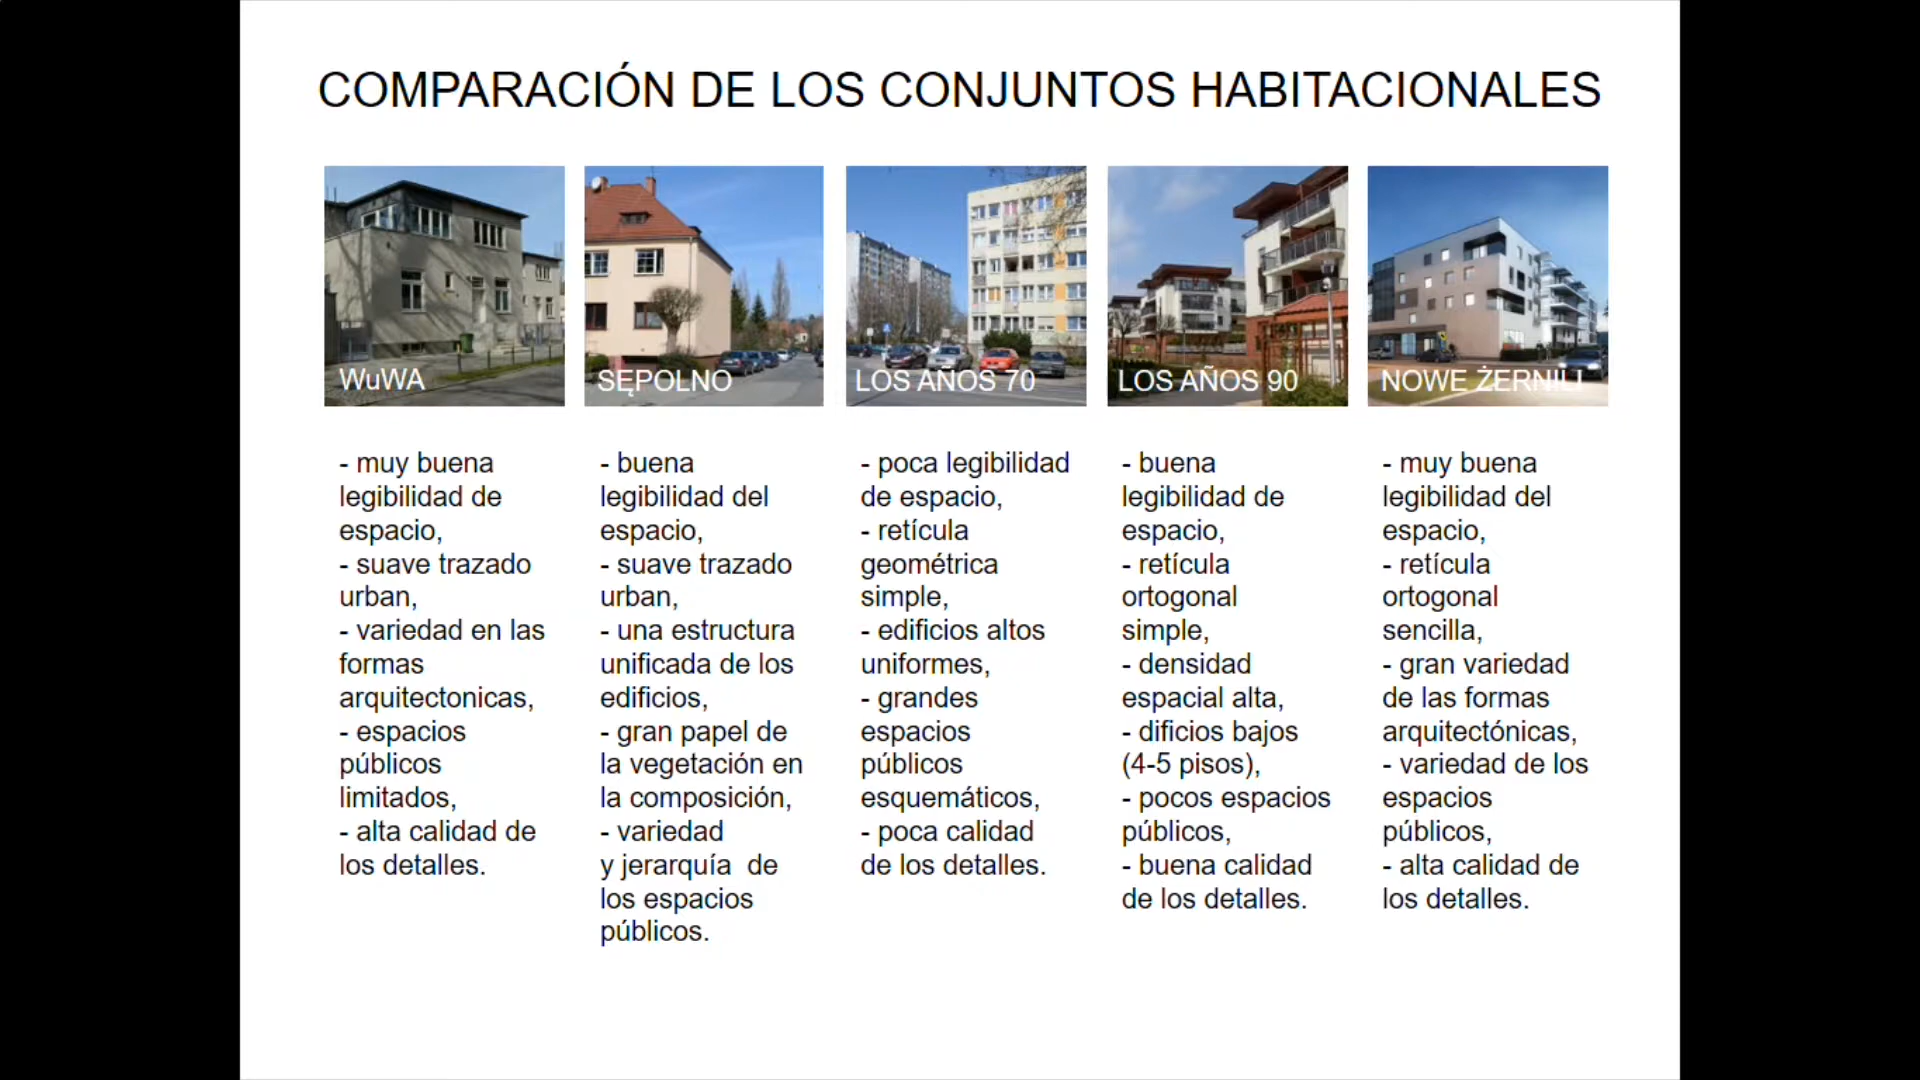 COMPARACIÓN DE LOS CONJUNTOS HABITACIONALES
WuWA
- muy buena
legibilidad de
espacio,
- suave trazado
urban,
- variedad en las
formas
arquitectonicas,
- espacios
públicos
limitados,
- alta calidad de
los detalles.
SĘPOLNO
- buena
legibilidad del
espacio,
- suave trazado
urban,
- una estructura
unificada de los
edificios,
- gran papel de
la vegetación en
la composición,
- variedad
y jerarquía de
los espacios
públicos.
LOS AÑOS 70
- poca legibilidad
de espacio,
- retícula
geométrica
simple,
- edificios altos
uniformes,
- grandes
espacios
públicos
esquemáticos,
- poca calidad
de los detalles.
LOS AÑOS 90
- buena
legibilidad de
espacio,
- retícula
ortogonal
simple,
- densidad
espacial alta,
- dificios bajos
(4-5 pisos),
- pocos espacios
públicos,
- buena calidad
de los detalles.
NOWE
- muy buena
legibilidad del
espacio,
- retícula
ortogonal
sencilla,
- gran variedad
de las formas
arquitectónicas,
- variedad de los
espacios
públicos,
- alta calidad de
los detalles.